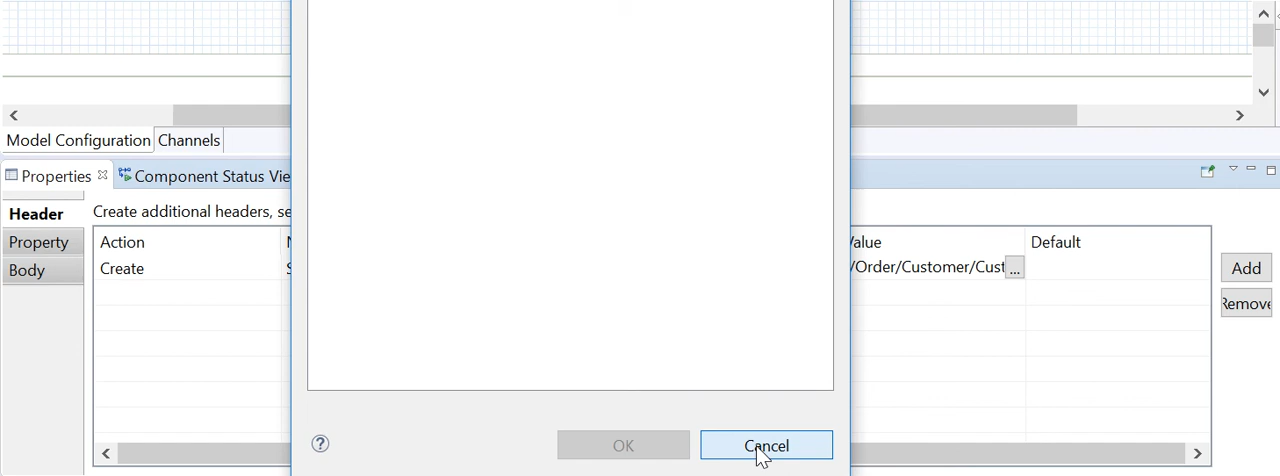 Model Configuration Channels
Properties Component Status Vie
Header Create additional headers, se
Property Action Value Default
Body Create /Order/Customer/Cust ... Add
Remove
? OK Cancel